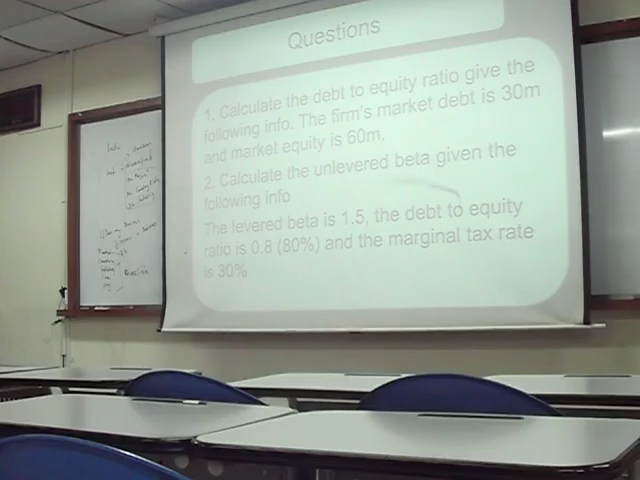 Questions
1. Calculate the debt to equity ratio give the
following info. The firm's market debt is 30m
and market equity is 60m.
2. Calculate the unlevered beta given the
following info
The levered beta is 1.5, the debt to equity
ratio is 0.8 (80%) and the marginal tax rate
is 30%